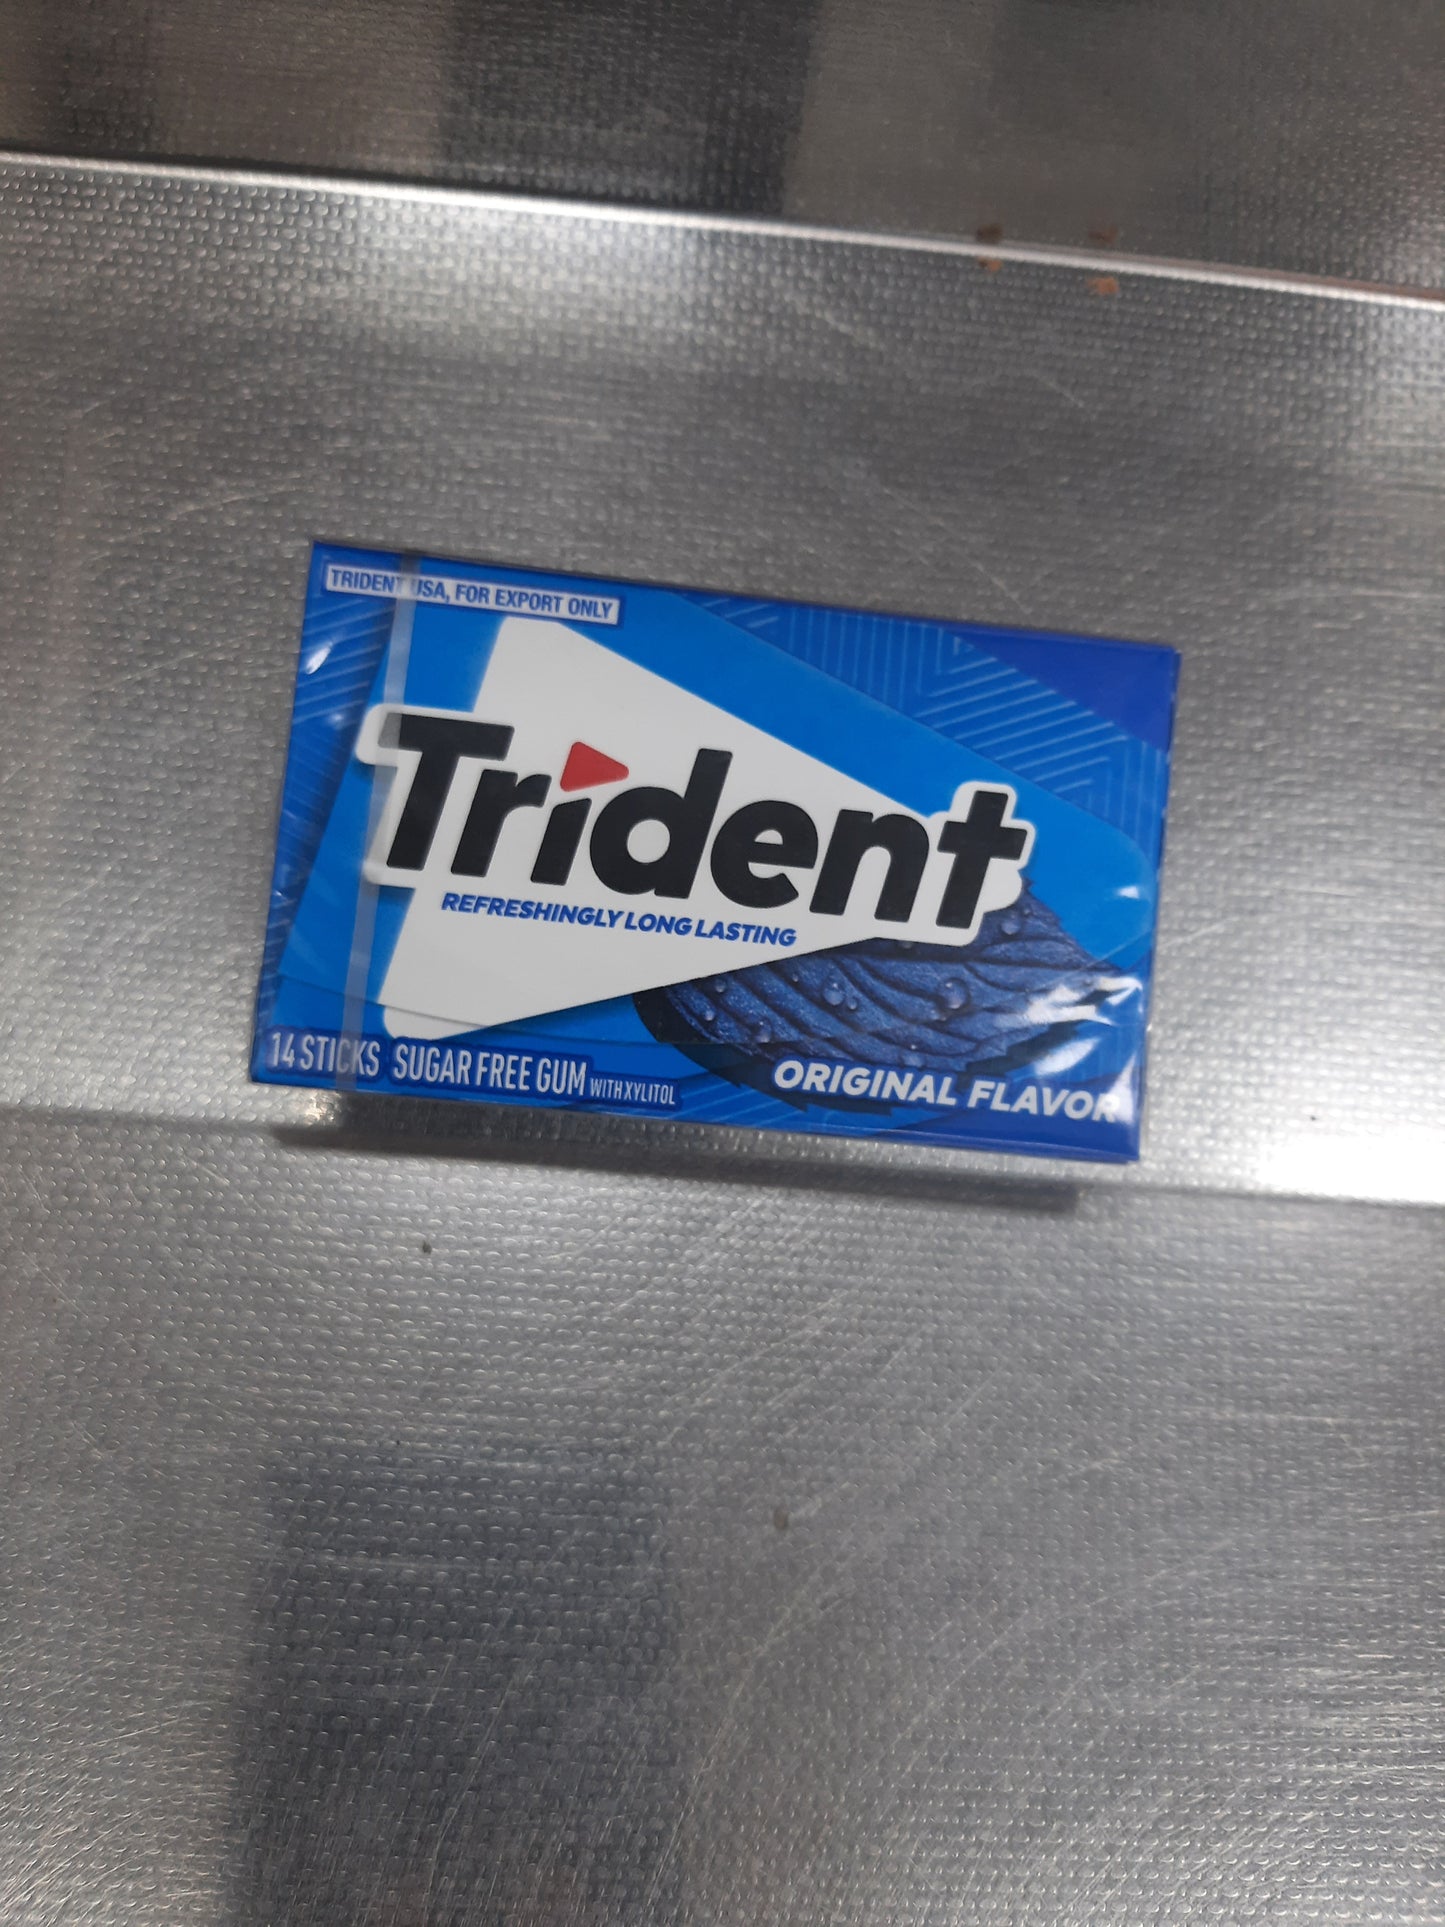 TRIDENT USA, FOR EXPORT ONLY
Trident
REFRESHINGLY LONG LASTING
14 STICKS SUGAR FREE GUM WITH XYLITOL
ORIGINAL FLAVOR